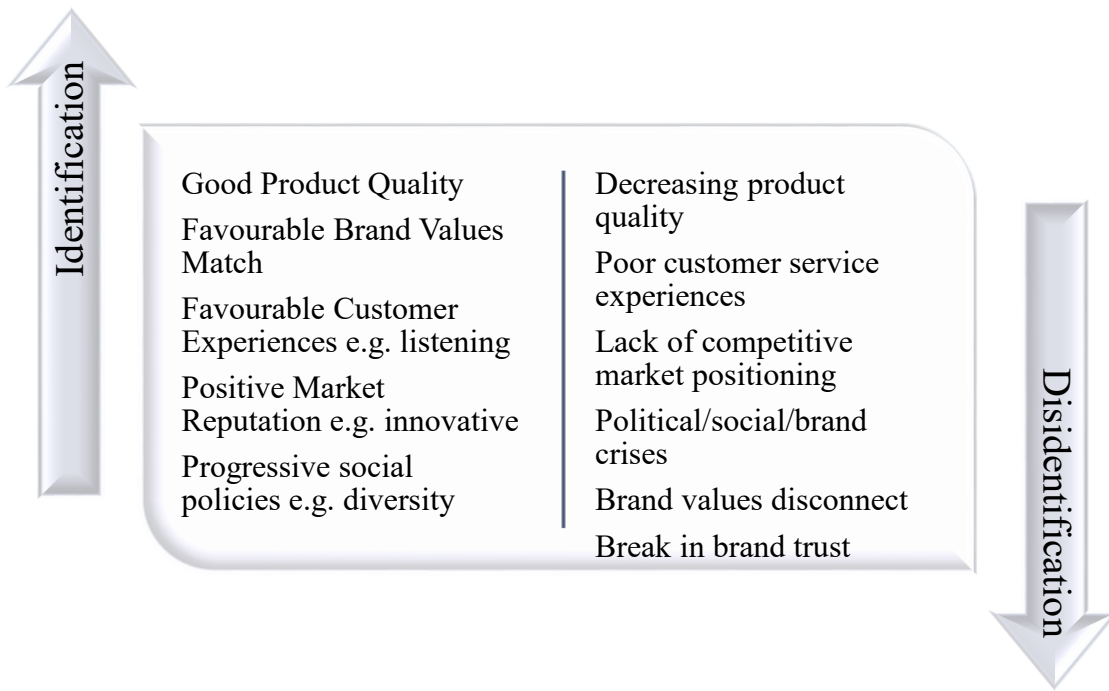 Identification
Good Product Quality
Favourable Brand Values
Match
Favourable Customer
Experiences e.g. listening
Positive Market
Reputation e.g. innovative
Progressive social
policies e.g. diversity
Decreasing product
quality
Poor customer service
experiences
Lack of competitive
market positioning
Political/social/brand
crises
Brand values disconnect
Break in brand trust
Disidentification